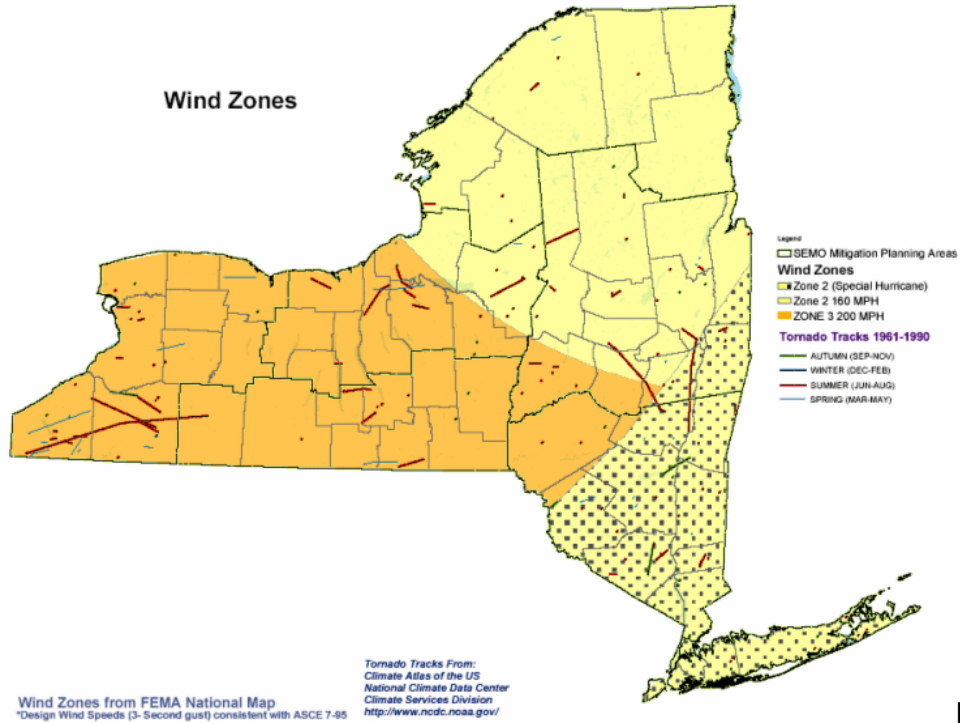 Wind Zones
Legend
SEMO Mitigation Planning Areas
Wind Zones
Zone 2 (Special Hurricane)
Zone 2 160 MPH
ZONE 3 200 MPH
Tornado Tracks 1961-1990
AUTUMN (SEP-NOV)
WINTER (DEC-FEB)
SUMMER (JUN-AUG)
SPRING (MAR-MAY)
Tornado Tracks From:
Climate Atlas of the US
National Climate Data Center
Climate Services Division
http://www.ncdc.noaa.gov/
Wind Zones from FEMA National Map
*Design Wind Speeds (3- Second gust) consistent with ASCE 7-95